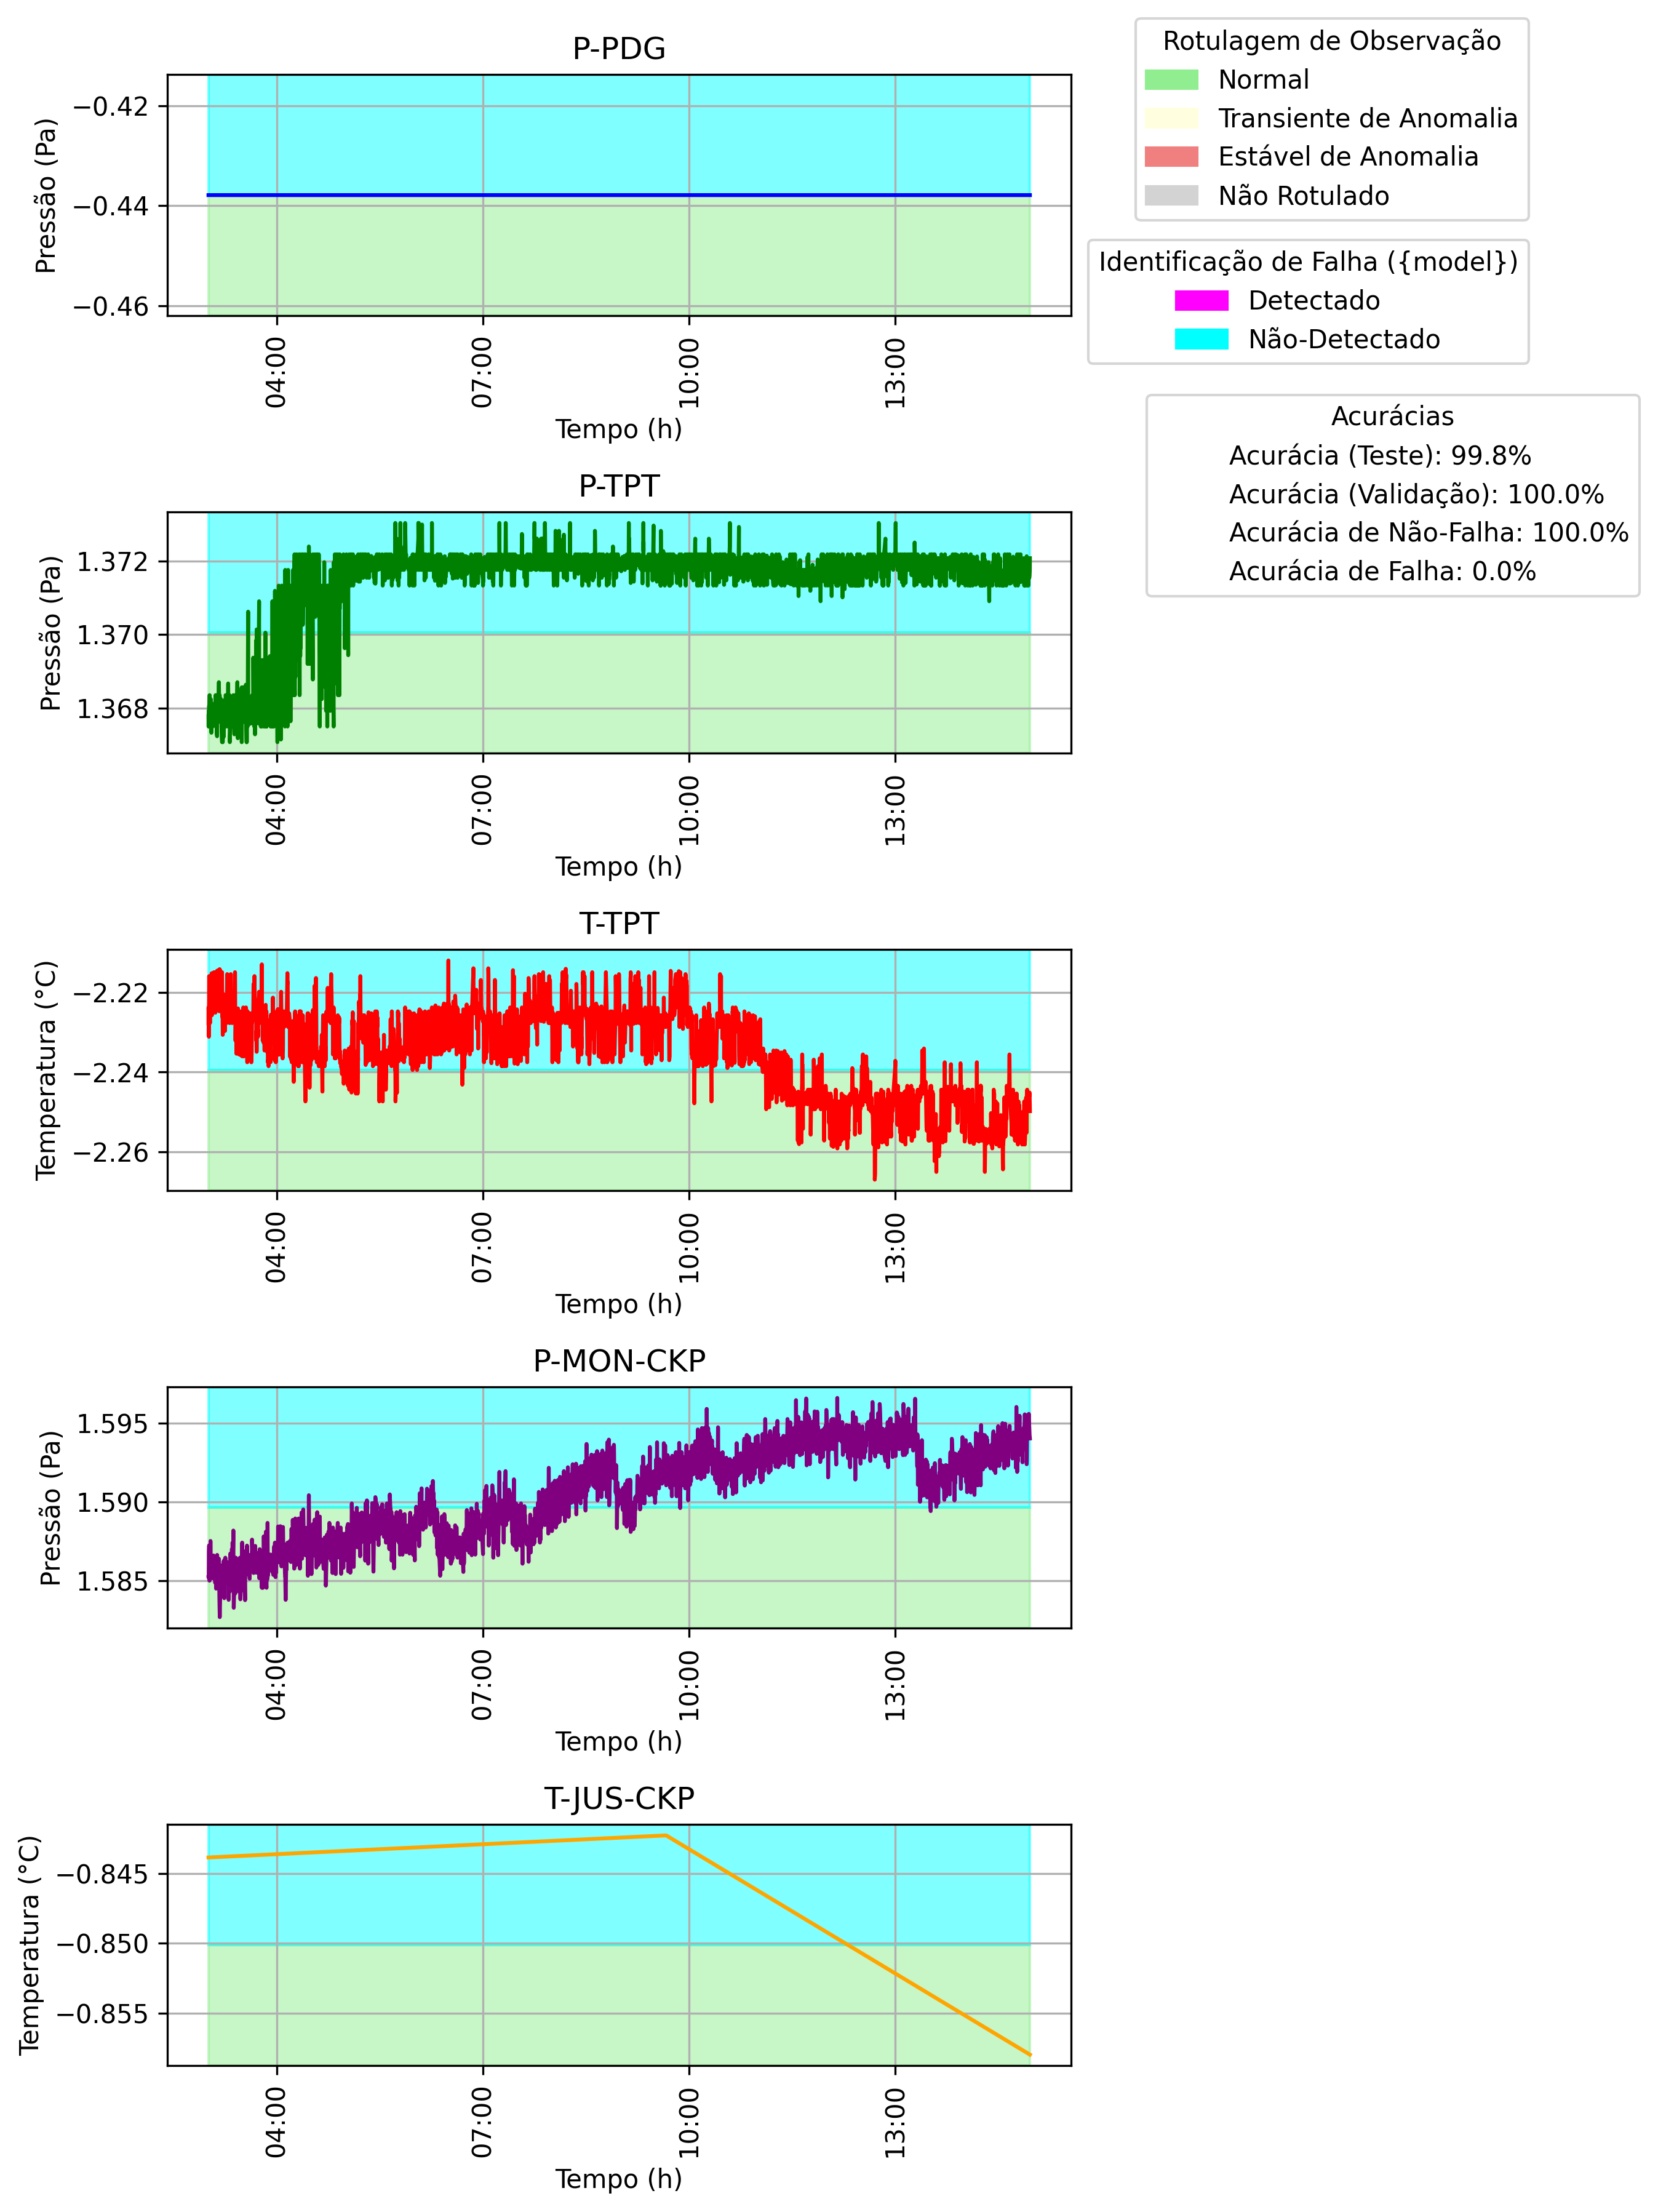 P-PDG
Pressão (Pa)
−0.42
−0.44
−0.46
04:00
07:00
10:00
13:00
Tempo (h)
Rotulagem de Observação
Normal
Transiente de Anomalia
Estável de Anomalia
Não Rotulado
Identificação de Falha ({model})
Detectado
Não-Detectado
Acurácias
Acurácia (Teste): 99.8%
Acurácia (Validação): 100.0%
Acurácia de Não-Falha: 100.0%
Acurácia de Falha: 0.0%
P-TPT
Pressão (Pa)
1.372
1.370
1.368
04:00
07:00
10:00
13:00
Tempo (h)
T-TPT
Temperatura (°C)
−2.22
−2.24
−2.26
04:00
07:00
10:00
13:00
Tempo (h)
P-MON-CKP
Pressão (Pa)
1.595
1.590
1.585
04:00
07:00
10:00
13:00
Tempo (h)
T-JUS-CKP
Temperatura (°C)
−0.845
−0.850
−0.855
04:00
07:00
10:00
13:00
Tempo (h)